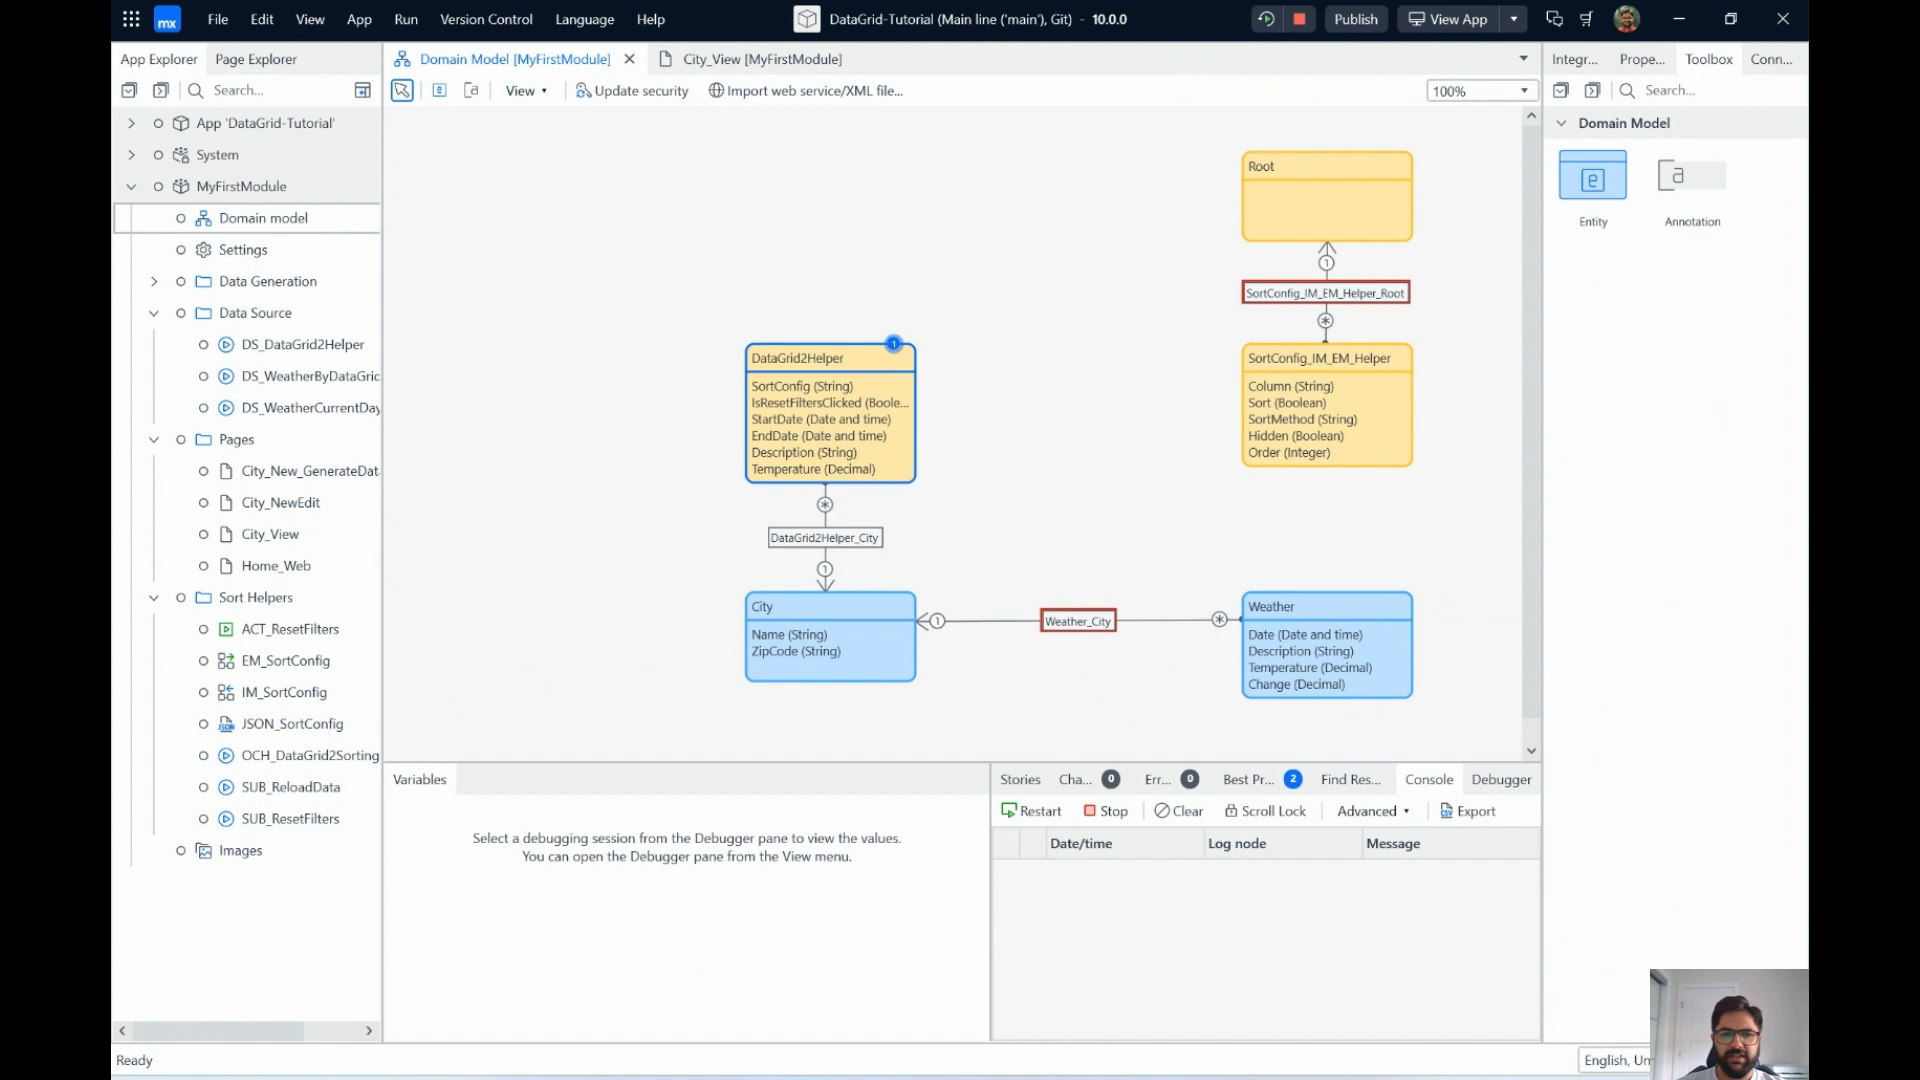 mx
File Edit View App Run Version Control Language Help
DataGrid-Tutorial (Main line ('main'), Git) - 10.0.0
Publish View App
App Explorer Page Explorer
Domain Model [MyFirstModule] City_View [MyFirstModule]
Integr... Prope... Toolbox Conn...
Search...
View Update security Import web service/XML file...
100%
Search...
App 'DataGrid-Tutorial'
System
MyFirstModule
Domain model
Settings
Data Generation
Data Source
DS_DataGrid2Helper
DS_WeatherByDataGric
DS_WeatherCurrentDay
Pages
City_New_GenerateDat
City_NewEdit
City_View
Home_Web
Sort Helpers
ACT_ResetFilters
EM_SortConfig
IM_SortConfig
JSON_SortConfig
OCH_DataGrid2Sorting
SUB_ReloadData
SUB_ResetFilters
Images
Root
1
SortConfig_IM_EM_Helper_Root
SortConfig_IM_EM_Helper
Column (String)
Sort (Boolean)
SortMethod (String)
Hidden (Boolean)
Order (Integer)
1
DataGrid2Helper
SortConfig (String)
IsResetFiltersClicked (Boole...
StartDate (Date and time)
EndDate (Date and time)
Description (String)
Temperature (Decimal)
DataGrid2Helper_City
1
City
Name (String)
ZipCode (String)
1
Weather_City
Weather
Date (Date and time)
Description (String)
Temperature (Decimal)
Change (Decimal)
Domain Model
e a
Entity Annotation
Variables
Select a debugging session from the Debugger pane to view the values.
You can open the Debugger pane from the View menu.
Stories Cha... 0 Err... 0 Best Pr... 2 Find Res... Console Debugger
Restart Stop Clear Scroll Lock Advanced Export
Date/time Log node Message
Ready
English, Un